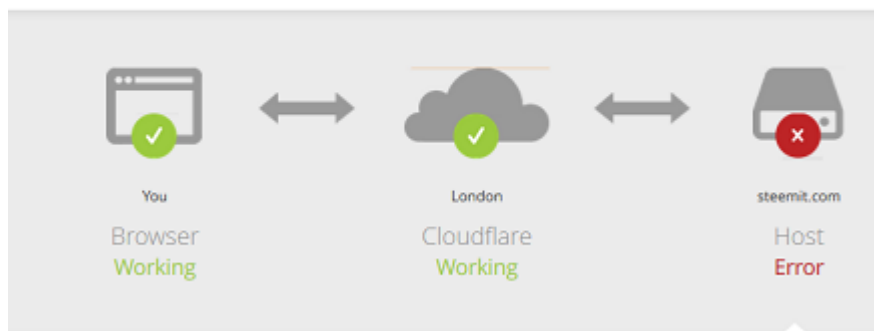 You
Browser
Working
London
Cloudflare
Working
steemit.com
Host
Error